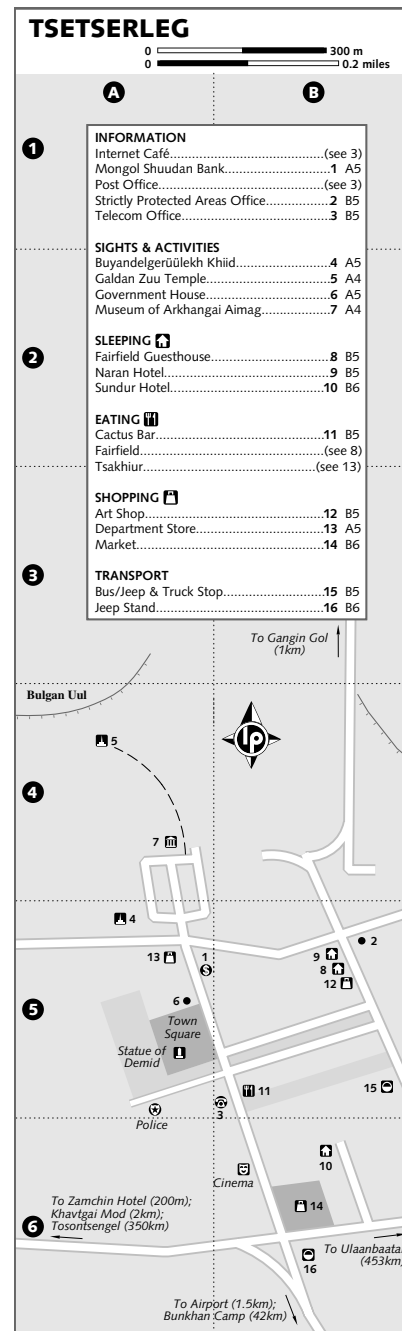 TSETSERLEG
0 300 m
0 0.2 miles
A B
1
INFORMATION
Internet Café..............................(see 3)
Mongol Shuudan Bank..............................1 A5
Post Office..............................(see 3)
Strictly Protected Areas Office..............................2 B5
Telecom Office..............................3 B5
SIGHTS & ACTIVITIES
Buyandelgerüülekh Khiid..............................4 A5
Galdan Zuu Temple..............................5 A4
Government House..............................6 A5
Museum of Arkhangai Aimag..............................7 A4
2
SLEEPING
Fairfield Guesthouse..............................8 B5
Naran Hotel..............................9 B5
Sundur Hotel..............................10 B6
EATING
Cactus Bar..............................11 B5
Fairfield..............................(see 8)
Tsakhiur..............................(see 13)
SHOPPING
Art Shop..............................12 B5
Department Store..............................13 A5
Market..............................14 B6
3
TRANSPORT
Bus/Jeep & Truck Stop..............................15 B5
Jeep Stand..............................16 B6
To Gangin Gol
(1km)
Bulgan Uul
lp
5
4
7
4
2
13
1
$
9
8
12
6
5
Town
Square
Statue of
Demid
11
15
3
Police
10
Cinema
14
To Zamchin Hotel (200m);
Khavtgai Mod (2km);
Tosontsengel (350km)
6
16
To Ulaanbaatar
(453km)
To Airport (1.5km);
Bunkhan Camp (42km)